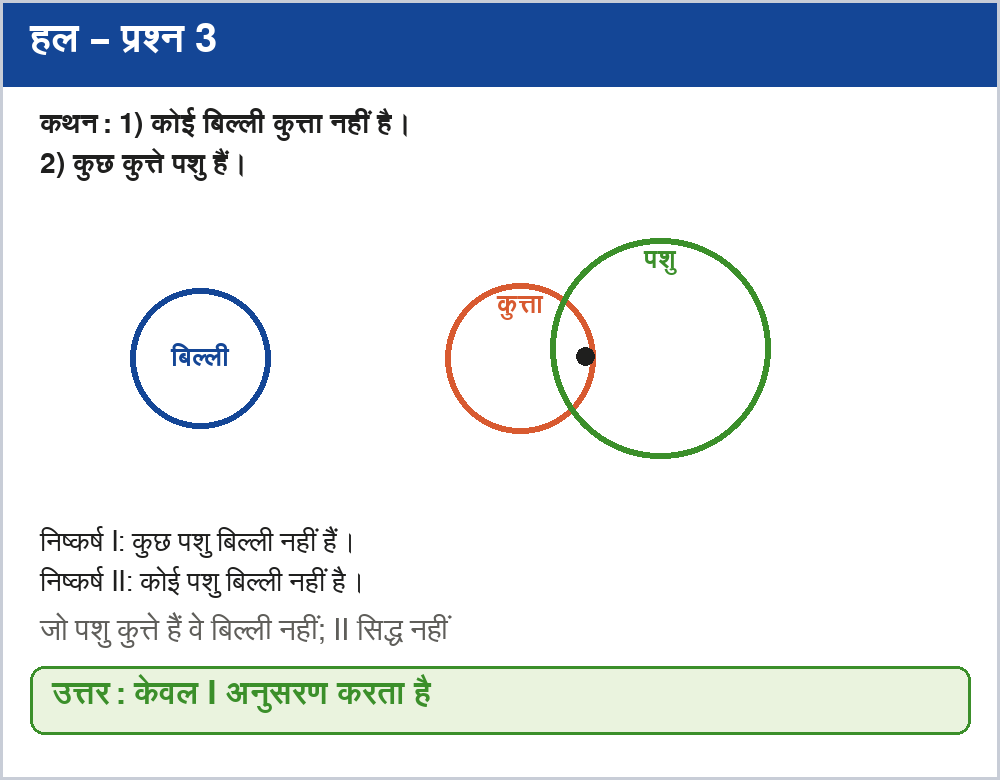 हल – प्रश्न 3
कथन : 1) कोई बिल्ली कुत्ता नहीं है।
2) कुछ कुत्ते पशु हैं।
पशु
कुत्ता
बिल्ली
निष्कर्ष I: कुछ पशु बिल्ली नहीं हैं।
निष्कर्ष II: कोई पशु बिल्ली नहीं है।
जो पशु कुत्ते हैं वे बिल्ली नहीं; II सिद्ध नहीं
उत्तर : केवल I अनुसरण करता है